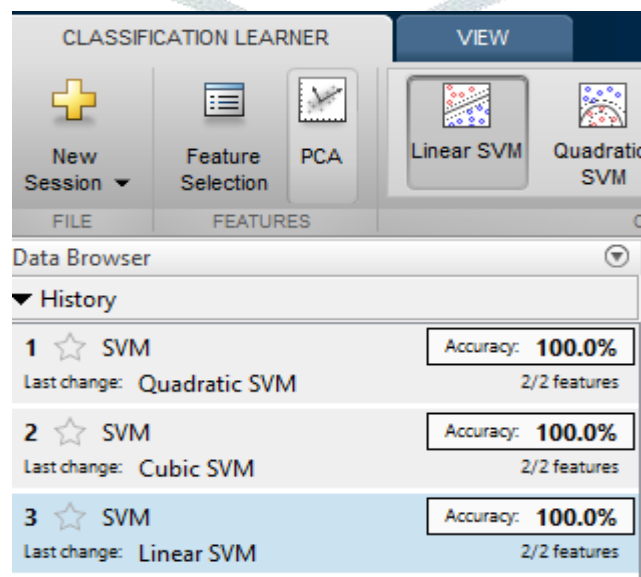 CLASSIFICATION LEARNER VIEW
New Session
Feature Selection
PCA
Linear SVM
Quadratic SVM
FILE FEATURES
Data Browser
History
1 SVM Accuracy: 100.0%
Last change: Quadratic SVM 2/2 features
2 SVM Accuracy: 100.0%
Last change: Cubic SVM 2/2 features
3 SVM Accuracy: 100.0%
Last change: Linear SVM 2/2 features